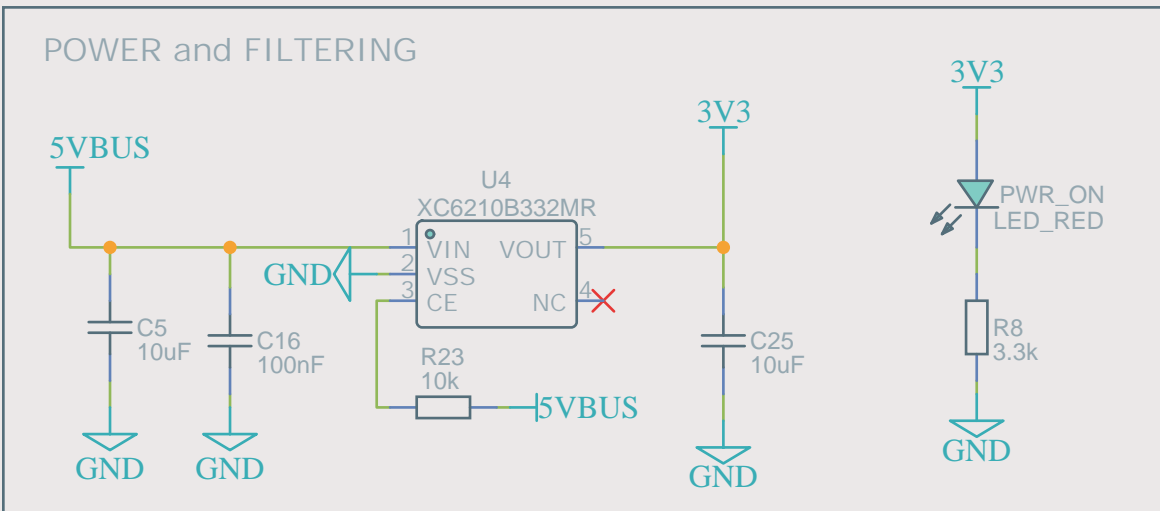 POWER and FILTERING
5VBUS
3V3
3V3
U4
XC6210B332MR
PWR_ON
LED_RED
1
VIN
VOUT
5
GND
2
VSS
3
CE
NC
4
C5
10uF
C16
100nF
R23
10k
5VBUS
C25
10uF
R8
3.3k
GND
GND
GND
GND